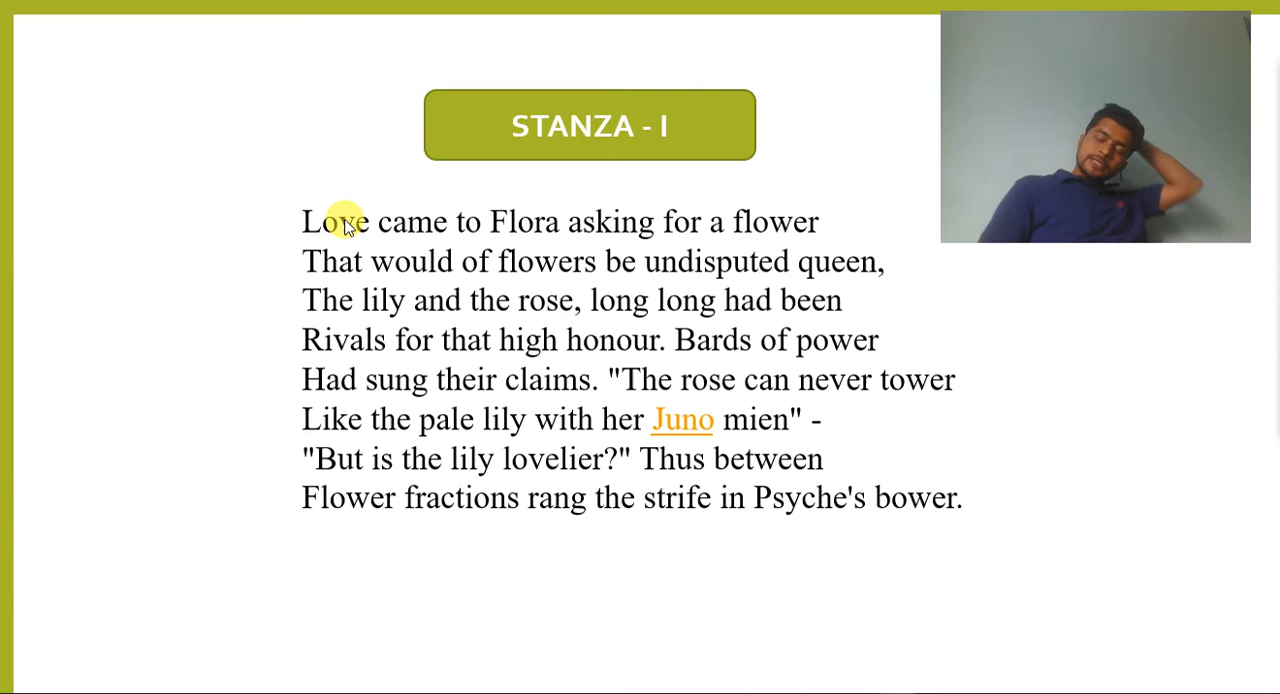 STANZA - I
Love came to Flora asking for a flower
That would of flowers be undisputed queen,
The lily and the rose, long long had been
Rivals for that high honour. Bards of power
Had sung their claims. "The rose can never tower
Like the pale lily with her Juno mien" -
"But is the lily lovelier?" Thus between
Flower fractions rang the strife in Psyche's bower.